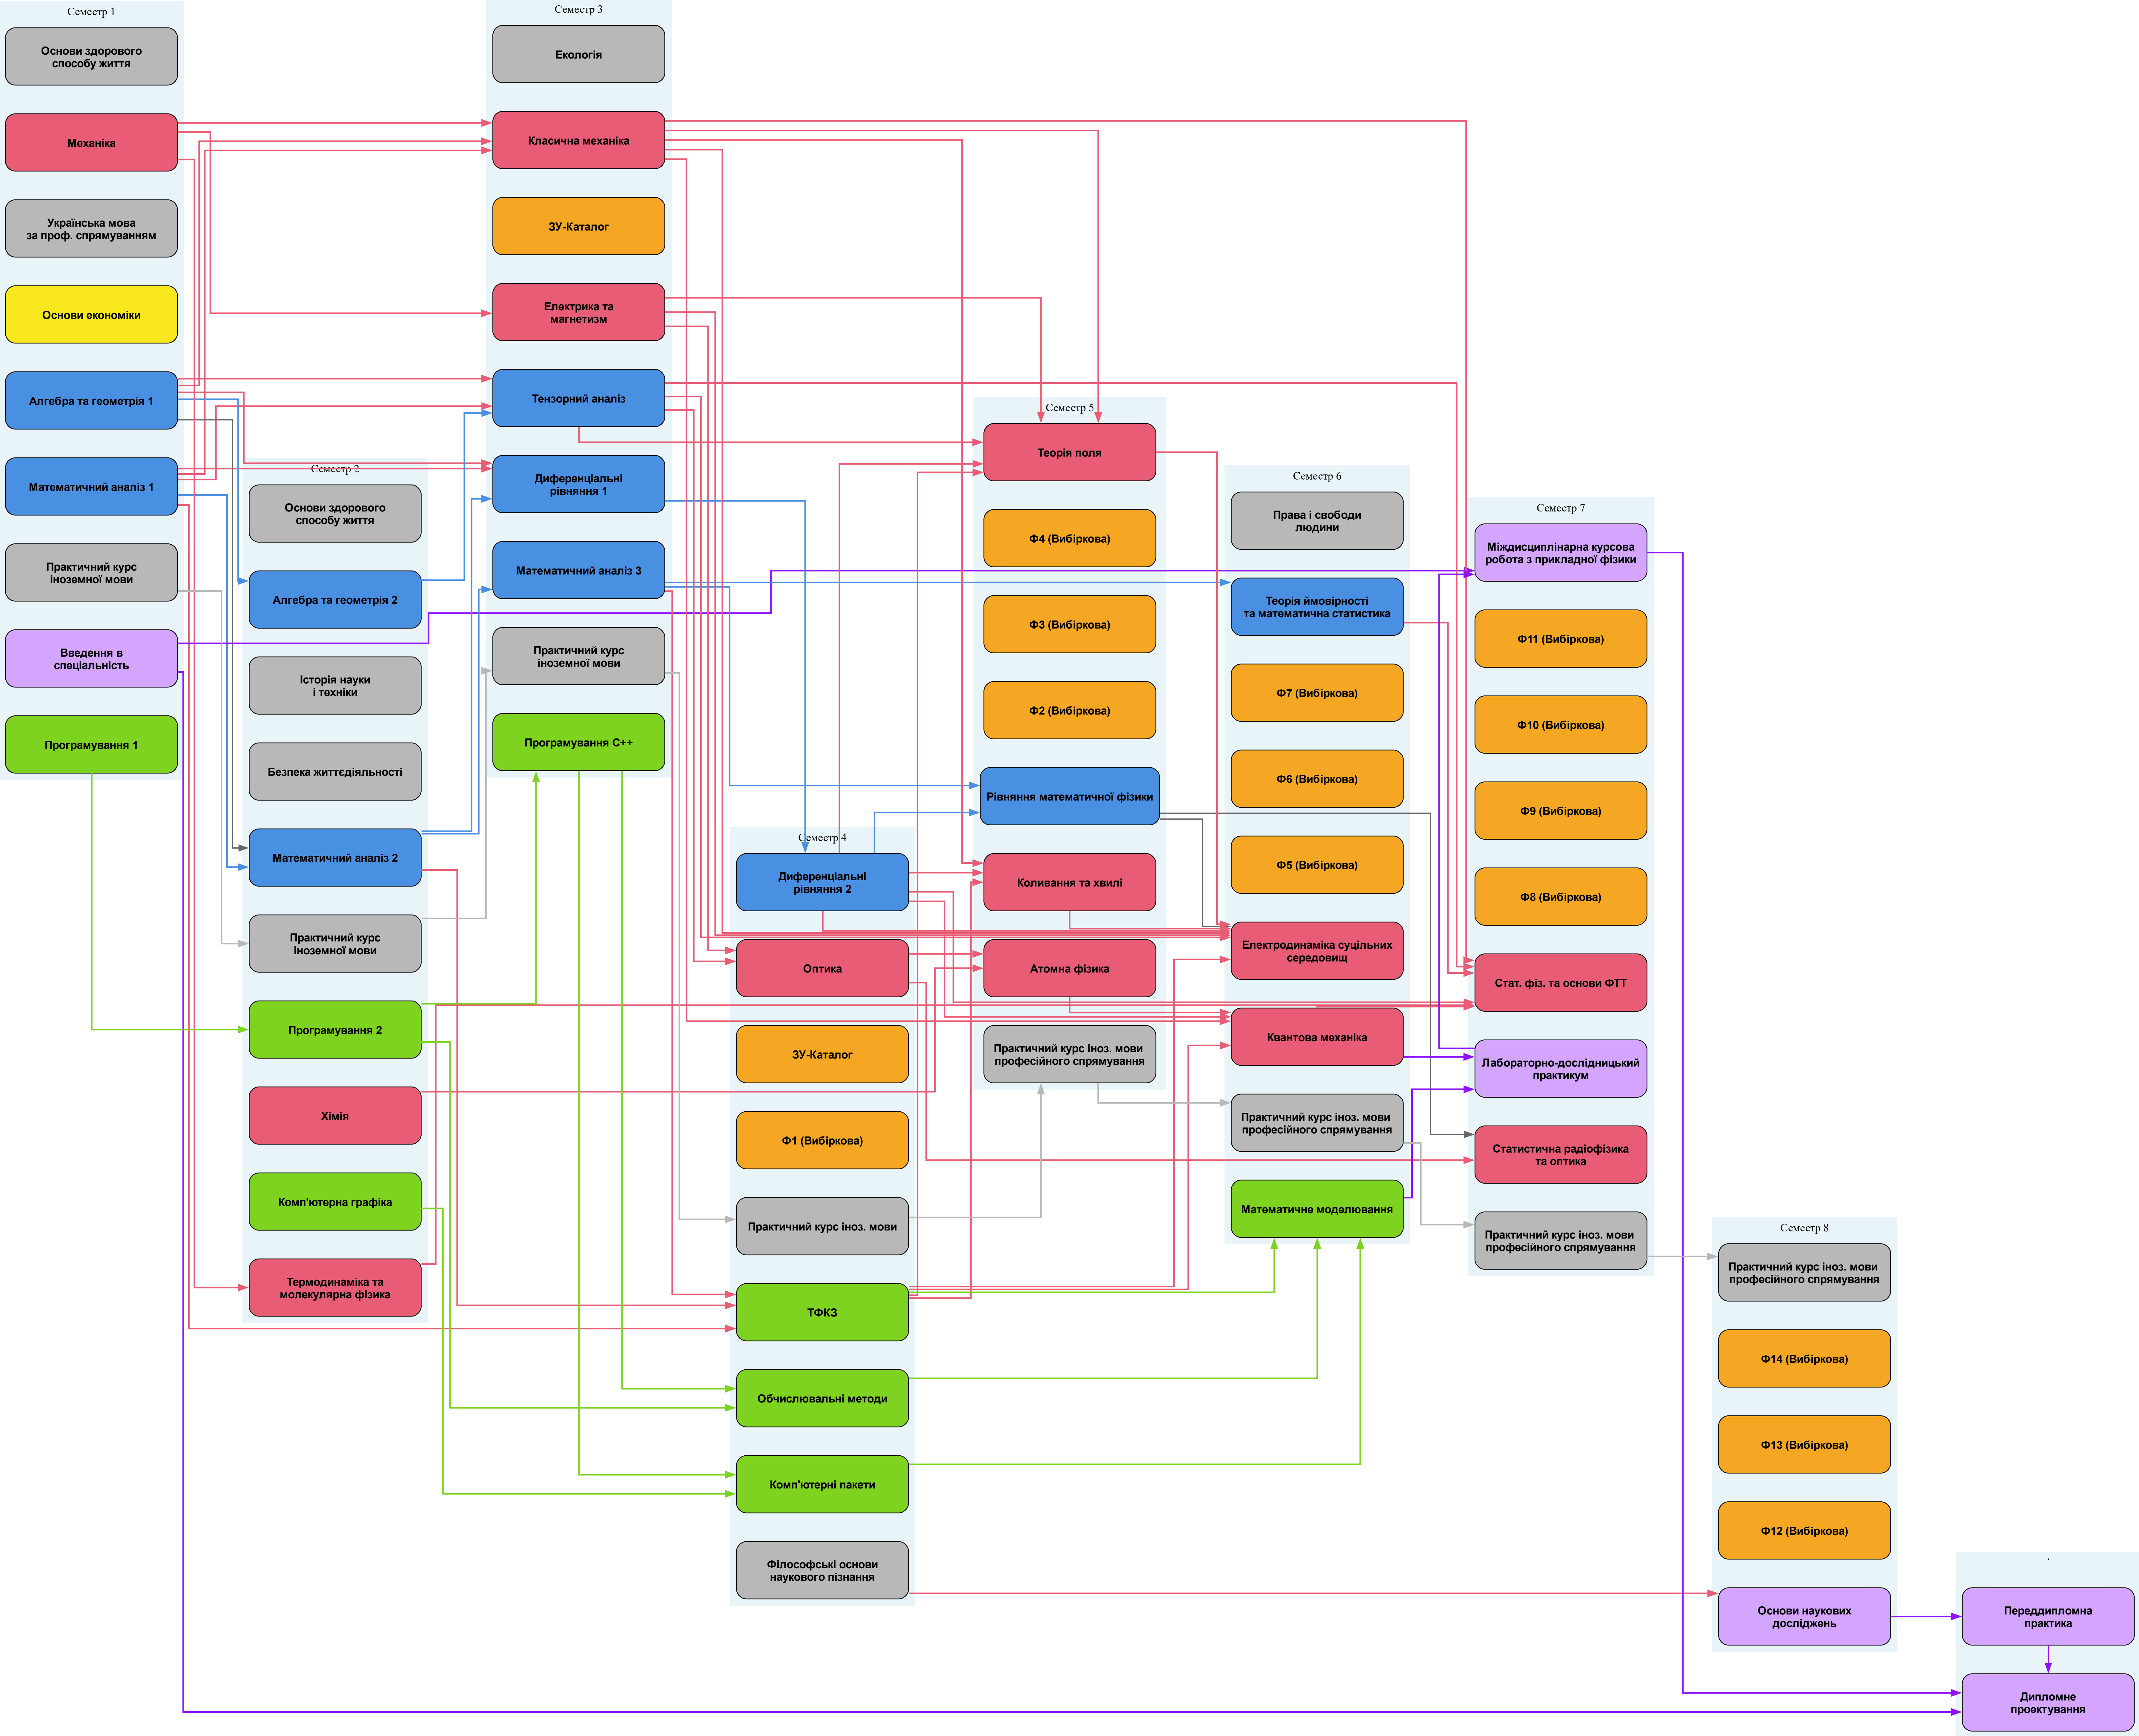 Семестр 1
Основи здорового
способу життя
Механіка
Українська мова
за проф. спрямуванням
Основи економіки
Алгебра та геометрія 1
Математичний аналіз 1
Практичний курс
іноземної мови
Введення в
спеціальність
Програмування 1
Семестр 2
Основи здорового
способу життя
Алгебра та геометрія 2
Історія науки
і техніки
Безпека життєдіяльності
Математичний аналіз 2
Практичний курс
іноземної мови
Програмування 2
Хімія
Комп'ютерна графіка
Термодинаміка та
молекулярна фізика
Семестр 3
Екологія
Класична механіка
ЗУ-Каталог
Електрика та
магнетизм
Тензорний аналіз
Диференціальні
рівняння 1
Математичний аналіз 3
Практичний курс
іноземної мови
Програмування C++
Семестр 4
Диференціальні
рівняння 2
Оптика
ЗУ-Каталог
Ф1 (Вибіркова)
Практичний курс іноз. мови
ТФКЗ
Обчислювальні методи
Комп'ютерні пакети
Філософські основи
наукового пізнання
Семестр 5
Теорія поля
Ф4 (Вибіркова)
Ф3 (Вибіркова)
Ф2 (Вибіркова)
Рівняння математичної фізики
Коливання та хвилі
Атомна фізика
Практичний курс іноз. мови
професійного спрямування
Семестр 6
Права і свободи
людини
Теорія ймовірності
та математична статистика
Ф7 (Вибіркова)
Ф6 (Вибіркова)
Ф5 (Вибіркова)
Електродинаміка суцільних
середовищ
Квантова механіка
Практичний курс іноз. мови
професійного спрямування
Математичне моделювання
Семестр 7
Міждисциплінарна курсова
робота з прикладної фізики
Ф11 (Вибіркова)
Ф10 (Вибіркова)
Ф9 (Вибіркова)
Ф8 (Вибіркова)
Стат. фіз. та основи ФТТ
Лабораторно-дослідницький
практикум
Статистична радіофізика
та оптика
Практичний курс іноз. мови
професійного спрямування
Семестр 8
Практичний курс іноз. мови
професійного спрямування
Ф14 (Вибіркова)
Ф13 (Вибіркова)
Ф12 (Вибіркова)
Основи наукових
досліджень
.
Переддипломна
практика
Дипломне
проектування